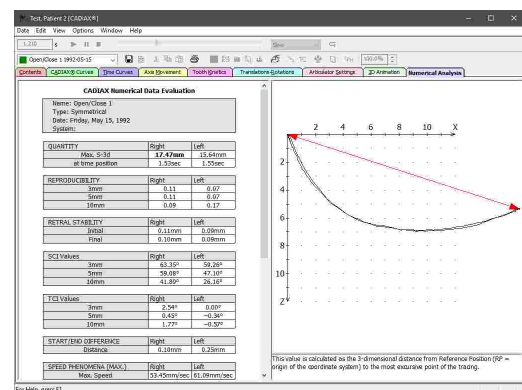 Test, Patient 2 [CADIAX®]
Data Edit View Options Window Help
1.210 s
Slow
Open/Close 1 1992-05-15
100.0%
Contents CADIAX® Curves Time Curves Axis Movement Tooth Kinetics Translations-Rotations Articulator Settings 3D Animation Numerical Analysis
CADIAX Numerical Data Evaluation
Name: Open/Close 1
Type: Symmetrical
Date: Friday, May 15, 1992
System:
QUANTITY Right Left
Max. S-3d 17.47mm 15.64mm
at time position 1.53sec 1.55sec
REPRODUCIBILITY Right Left
3mm 0.11 0.07
5mm 0.11 0.07
10mm 0.09 0.17
RETRAL STABILITY Right Left
Initial 0.11mm 0.09mm
Final 0.10mm 0.09mm
SCI Values Right Left
3mm 63.35° 59.26°
5mm 59.08° 47.10°
10mm 41.89° 26.16°
TCI Values Right Left
3mm 2.54° 0.00°
5mm 0.45° -0.34°
10mm 1.77° -0.57°
START/END DIFFERENCE Right Left
Distance 0.10mm 0.25mm
SPEED PHENOMENA (MAX.) Right Left
Max. Speed 53.45mm/sec 61.09mm/sec
2 4 6 8 10 X
2
4
6
8
10
Z
This value is calculated as the 3-dimensional distance from Reference Position (RP =
origin of the coordinate system) to the most excursive point of the tracing.
For Help, press F1